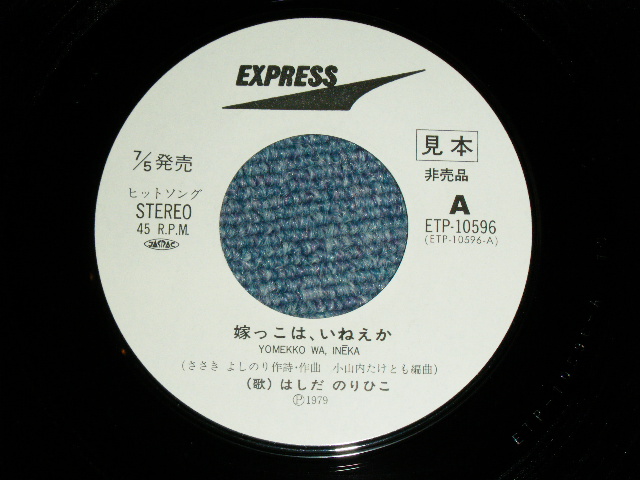 EXPRESS
7/5発売
見本
非売品
ヒットソング
STEREO
45 R.P.M.
A
ETP-10596
(ETP-10596-A)
嫁っこは、いねえか
YOMEKKO WA, INĒKA
(ささき よしのり作詩・作曲 小山内たけとも編曲)
(歌) はしだ のりひこ
Ⓟ1979